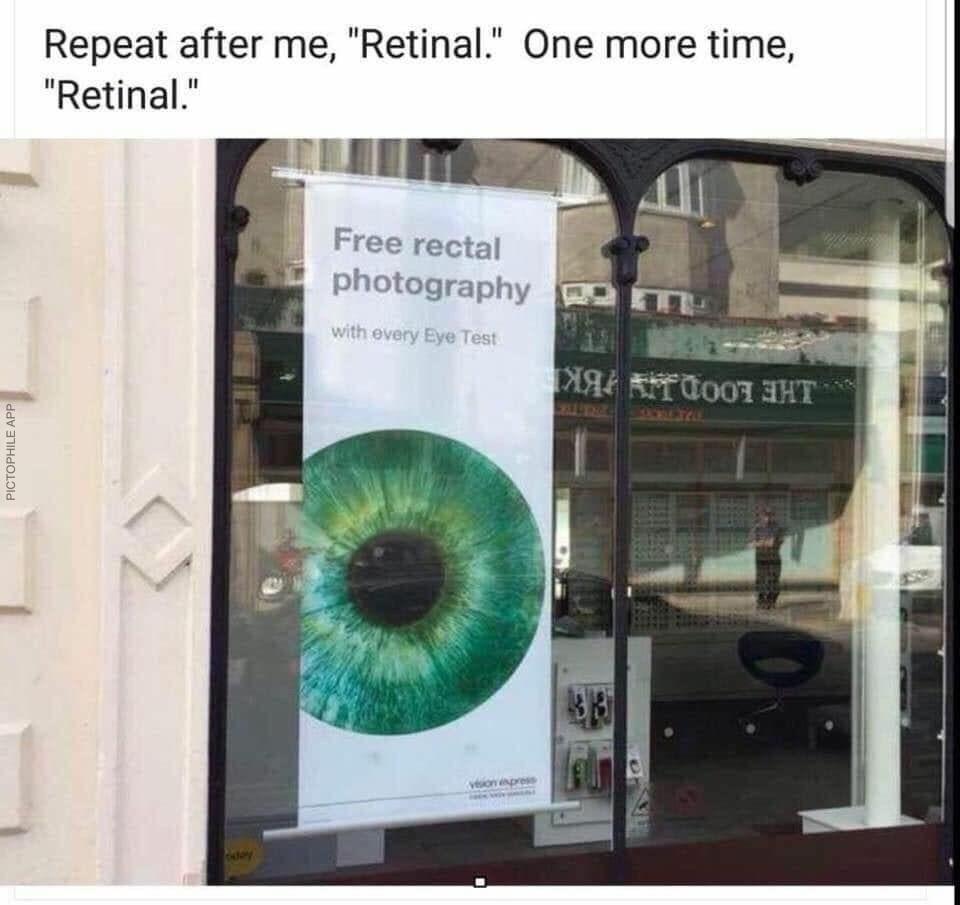 Repeat after me, "Retinal." One more time,
"Retinal."
Free rectal
photography
with every Eye Test
THE FOOD
vision express
PICTOPHILE APP